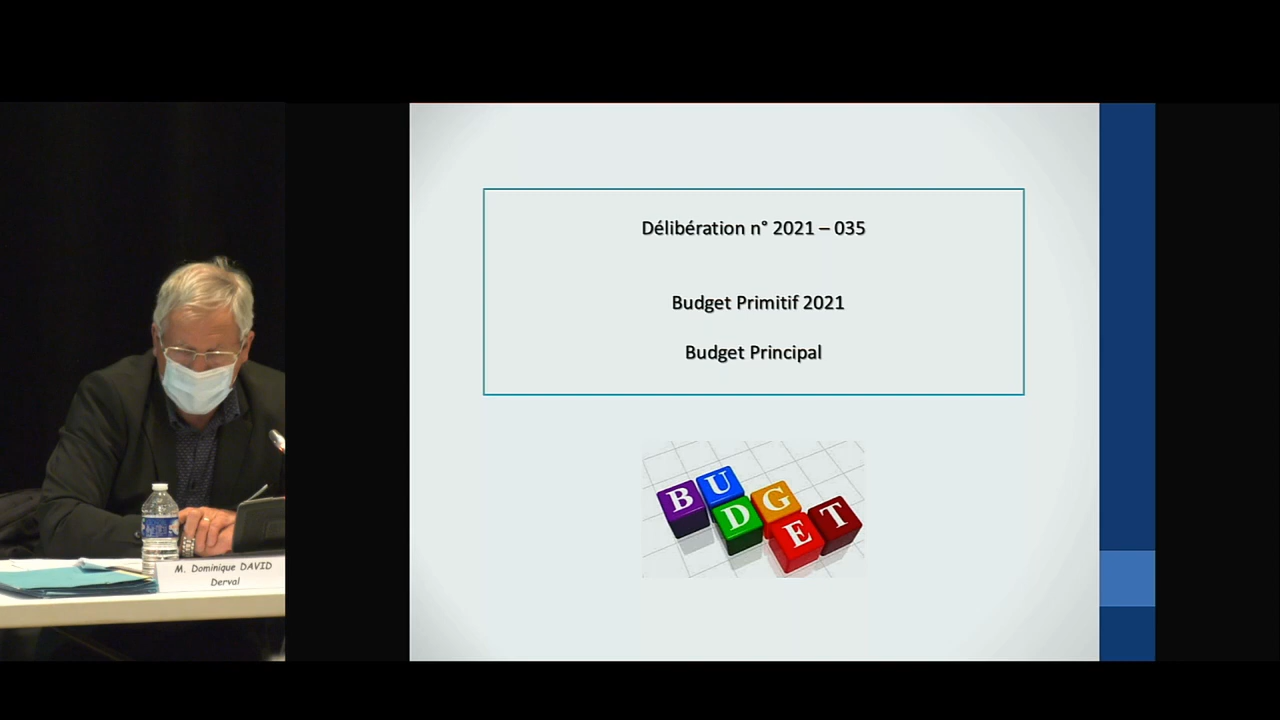 Délibération n° 2021 – 035
Budget Primitif 2021
Budget Principal
BUDGET
M. Dominique DAVID
Derval